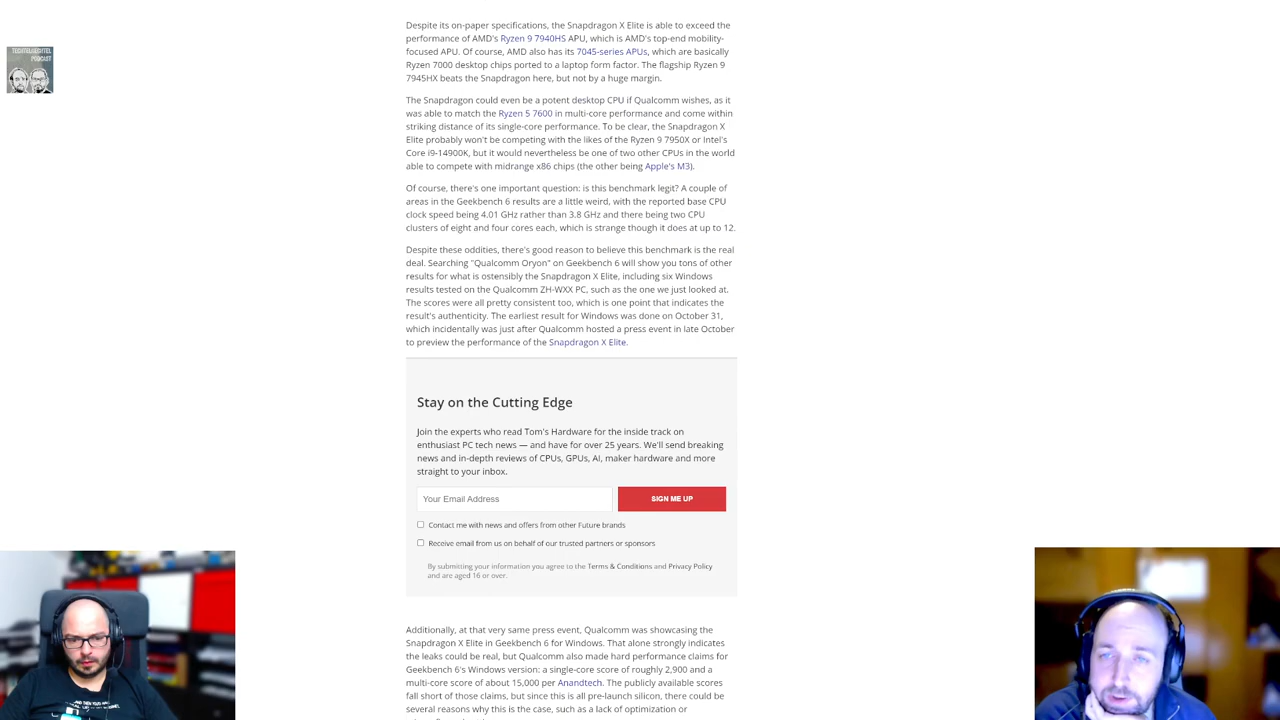 TECHTELMECHTEL
PODCAST
Despite its on-paper specifications, the Snapdragon X Elite is able to exceed the
performance of AMD's Ryzen 9 7940HS APU, which is AMD's top-end mobility-
focused APU. Of course, AMD also has its 7045-series APUs, which are basically
Ryzen 7000 desktop chips ported to a laptop form factor. The flagship Ryzen 9
7945HX beats the Snapdragon here, but not by a huge margin.
The Snapdragon could even be a potent desktop CPU if Qualcomm wishes, as it
was able to match the Ryzen 5 7600 in multi-core performance and come within
striking distance of its single-core performance. To be clear, the Snapdragon X
Elite probably won't be competing with the likes of the Ryzen 9 7950X or Intel's
Core i9-14900K, but it would nevertheless be one of two other CPUs in the world
able to compete with midrange x86 chips (the other being Apple's M3).
Of course, there's one important question: is this benchmark legit? A couple of
areas in the Geekbench 6 results are a little weird, with the reported base CPU
clock speed being 4.01 GHz rather than 3.8 GHz and there being two CPU
clusters of eight and four cores each, which is strange though it does at up to 12.
Despite these oddities, there's good reason to believe this benchmark is the real
deal. Searching "Qualcomm Oryon" on Geekbench 6 will show you tons of other
results for what is ostensibly the Snapdragon X Elite, including six Windows
results tested on the Qualcomm ZH-WXX PC, such as the one we just looked at.
The scores were all pretty consistent too, which is one point that indicates the
result's authenticity. The earliest result for Windows was done on October 31,
which incidentally was just after Qualcomm hosted a press event in late October
to preview the performance of the Snapdragon X Elite.
Stay on the Cutting Edge
Join the experts who read Tom's Hardware for the inside track on
enthusiast PC tech news — and have for over 25 years. We'll send breaking
news and in-depth reviews of CPUs, GPUs, AI, maker hardware and more
straight to your inbox.
Your Email Address
SIGN ME UP
Contact me with news and offers from other Future brands
Receive email from us on behalf of our trusted partners or sponsors
By submitting your information you agree to the Terms & Conditions and Privacy Policy
and are aged 16 or over.
Additionally, at that very same press event, Qualcomm was showcasing the
Snapdragon X Elite in Geekbench 6 for Windows. That alone strongly indicates
the leaks could be real, but Qualcomm also made hard performance claims for
Geekbench 6's Windows version: a single-core score of roughly 2,900 and a
multi-core score of about 15,000 per Anandtech. The publicly available scores
fall short of those claims, but since this is all pre-launch silicon, there could be
several reasons why this is the case, such as a lack of optimization or